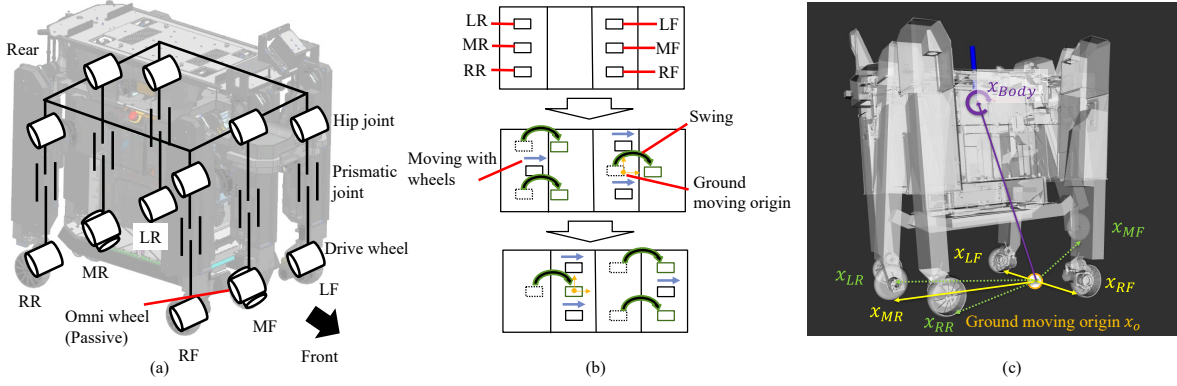 Rear
Hip joint
Prismatic
joint
LR
Drive wheel
MR
RR
LF
Omni wheel
(Passive)
MF
RF
Front
(a)
LR
LF
MR
MF
RR
RF
Swing
Moving with
wheels
Ground
moving origin
(b)
x_Body
x_MF
x_LF
x_LR
x_RF
x_MR
x_RR
Ground moving origin x_o
(c)